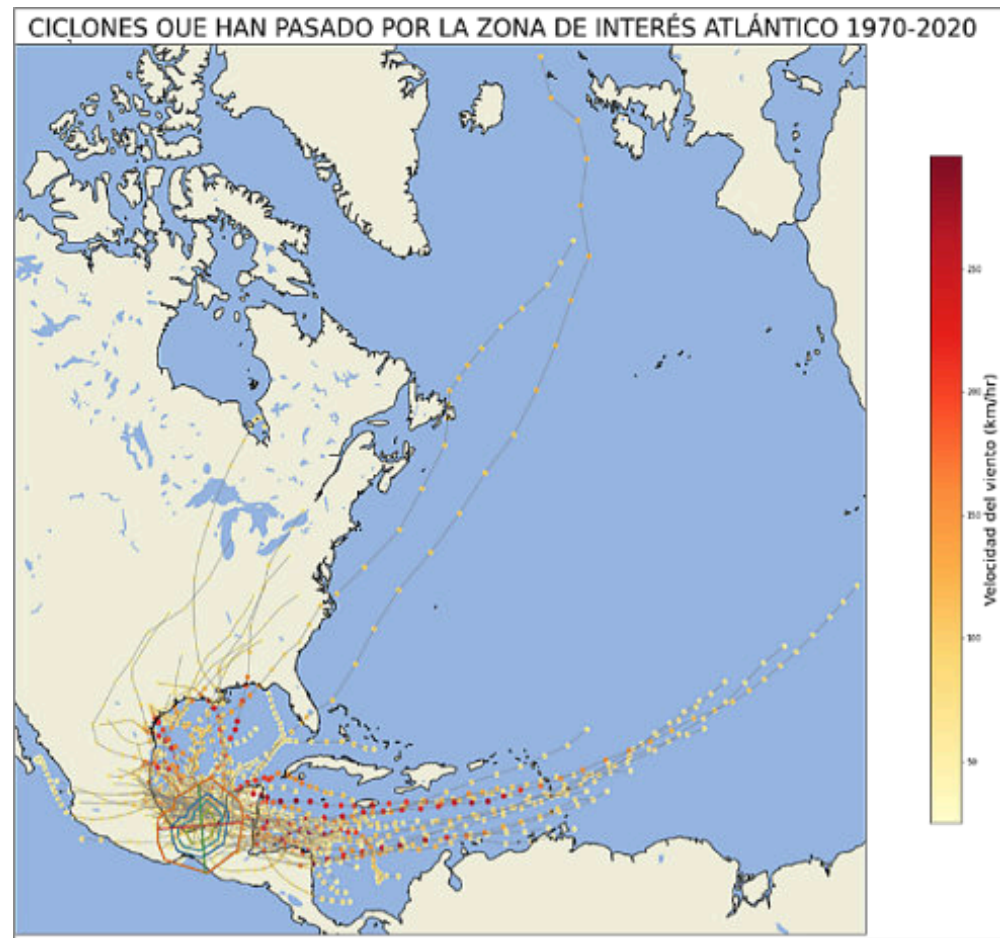 CICLONES QUE HAN PASADO POR LA ZONA DE INTERÉS ATLÁNTICO 1970-2020
250
200
150
100
50
Velocidad del viento (km/hr)